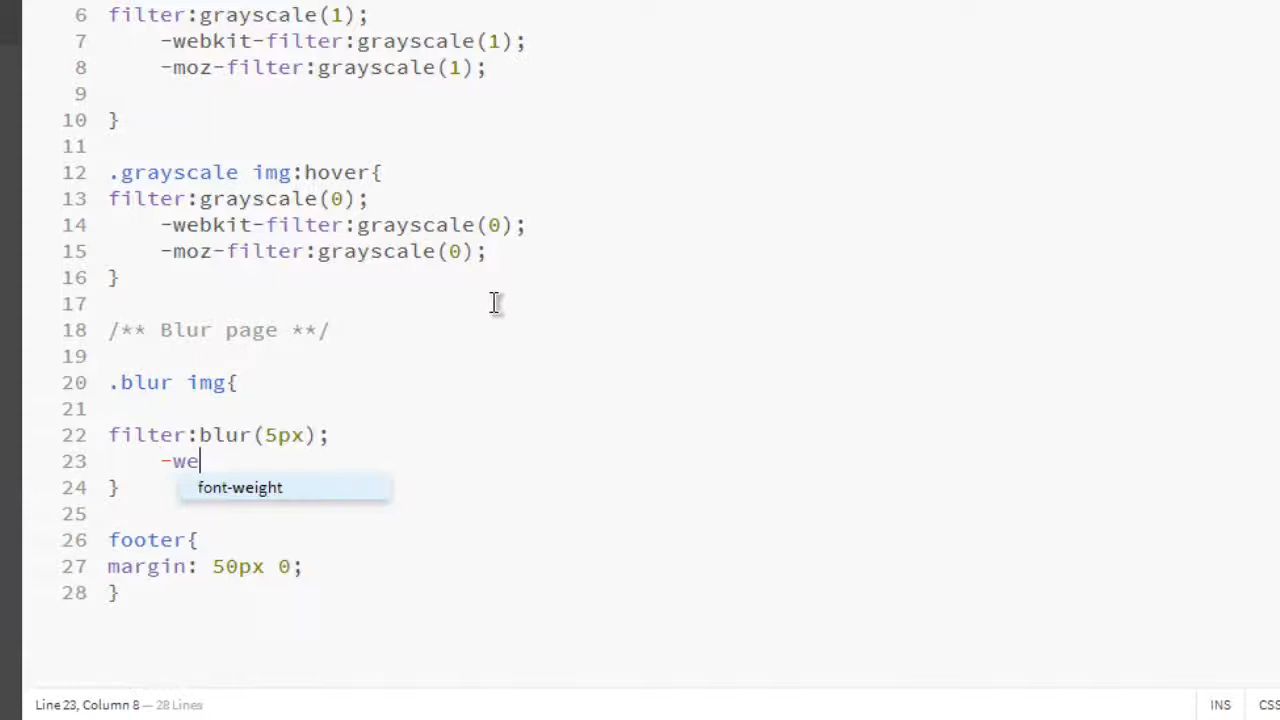 6 filter:grayscale(1);
7 -webkit-filter:grayscale(1);
8 -moz-filter:grayscale(1);
9
10 }
11
12 .grayscale img:hover{
13 filter:grayscale(0);
14 -webkit-filter:grayscale(0);
15 -moz-filter:grayscale(0);
16 }
17
18 /** Blur page **/
19
20 .blur img{
21
22 filter:blur(5px);
23 -we
font-weight
24 }
25
26 footer{
27 margin: 50px 0;
28 }
Line 23, Column 8 — 28 Lines
INS
CSS